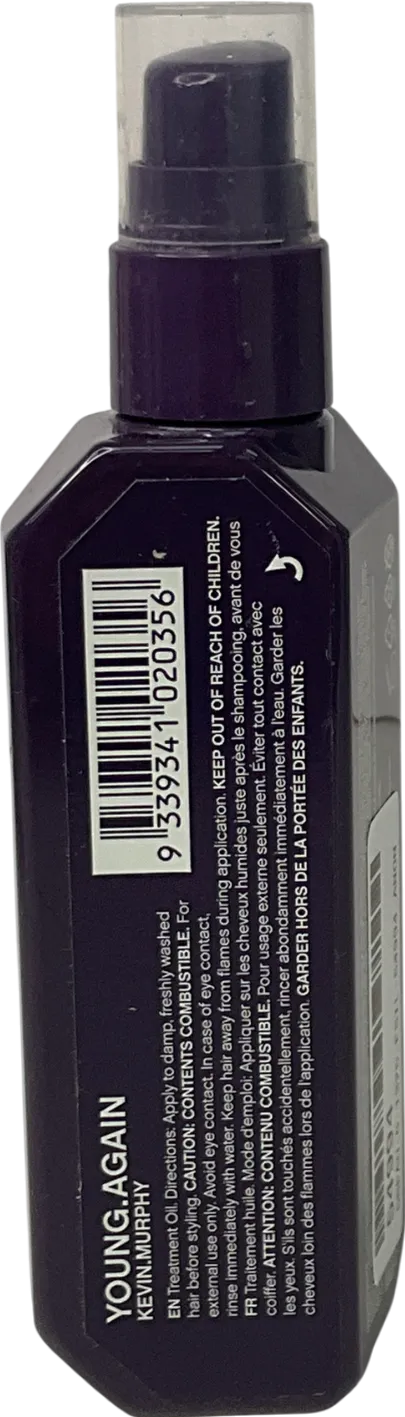 YOUNG.AGAIN
KEVIN.MURPHY
EN Treatment Oil. Directions: Apply to damp, freshly washed
hair before styling. CAUTION: CONTENTS COMBUSTIBLE. For
external use only. Avoid eye contact. In case of eye contact,
rinse immediately with water. Keep hair away from flames during application. KEEP OUT OF REACH OF CHILDREN.
FR Traitement huile. Mode d'emploi: Appliquer sur les cheveux humides juste après le shampooing, avant de vous
coiffer. ATTENTION: CONTENU COMBUSTIBLE. Pour usage externe seulement. Éviter tout contact avec
les yeux. S'ils sont touchés accidentellement, rincer abondamment immédiatement à l'eau. Garder les
cheveux loin des flammes lors de l'application. GARDER HORS DE LA PORTÉE DES ENFANTS.
9 339341 020356